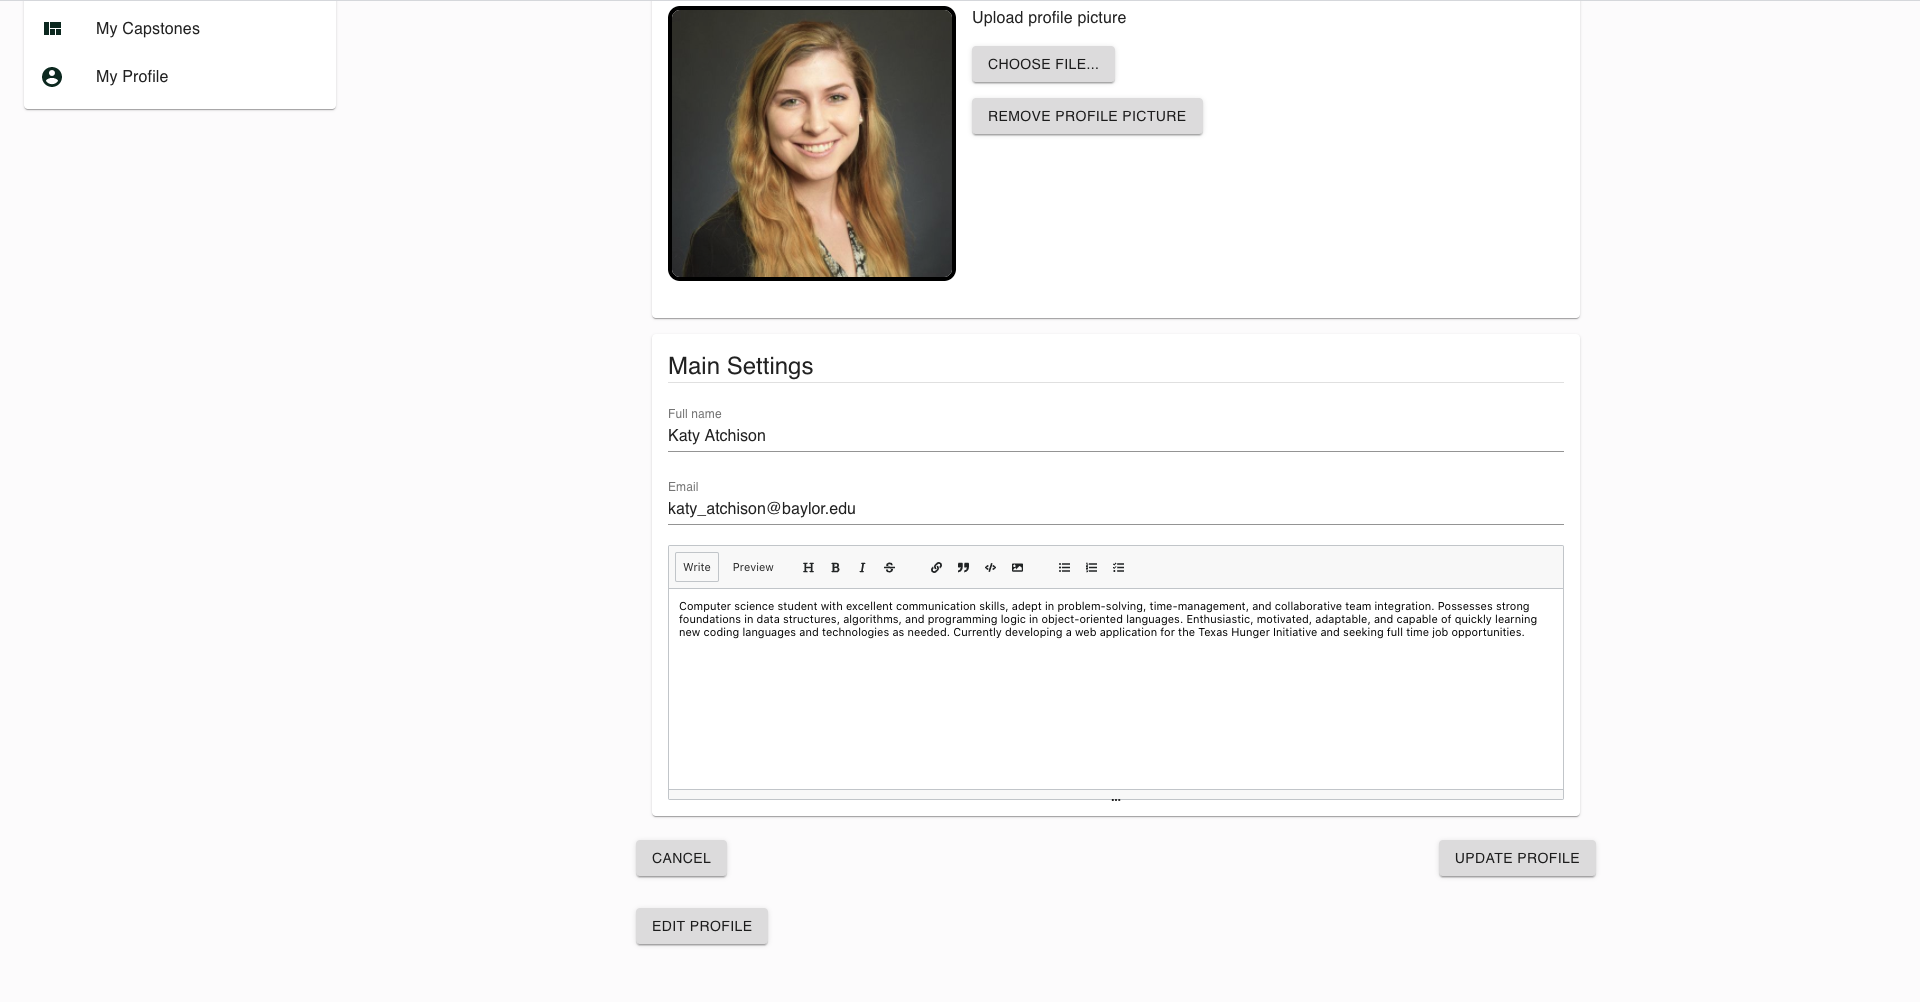 My Capstones
My Profile
Upload profile picture
CHOOSE FILE...
REMOVE PROFILE PICTURE
Main Settings
Full name
Katy Atchison
Email
katy_atchison@baylor.edu
Write Preview H B I S
Computer science student with excellent communication skills, adept in problem-solving, time-management, and collaborative team integration. Possesses strong
foundations in data structures, algorithms, and programming logic in object-oriented languages. Enthusiastic, motivated, adaptable, and capable of quickly learning
new coding languages and technologies as needed. Currently developing a web application for the Texas Hunger Initiative and seeking full time job opportunities.
CANCEL
UPDATE PROFILE
EDIT PROFILE